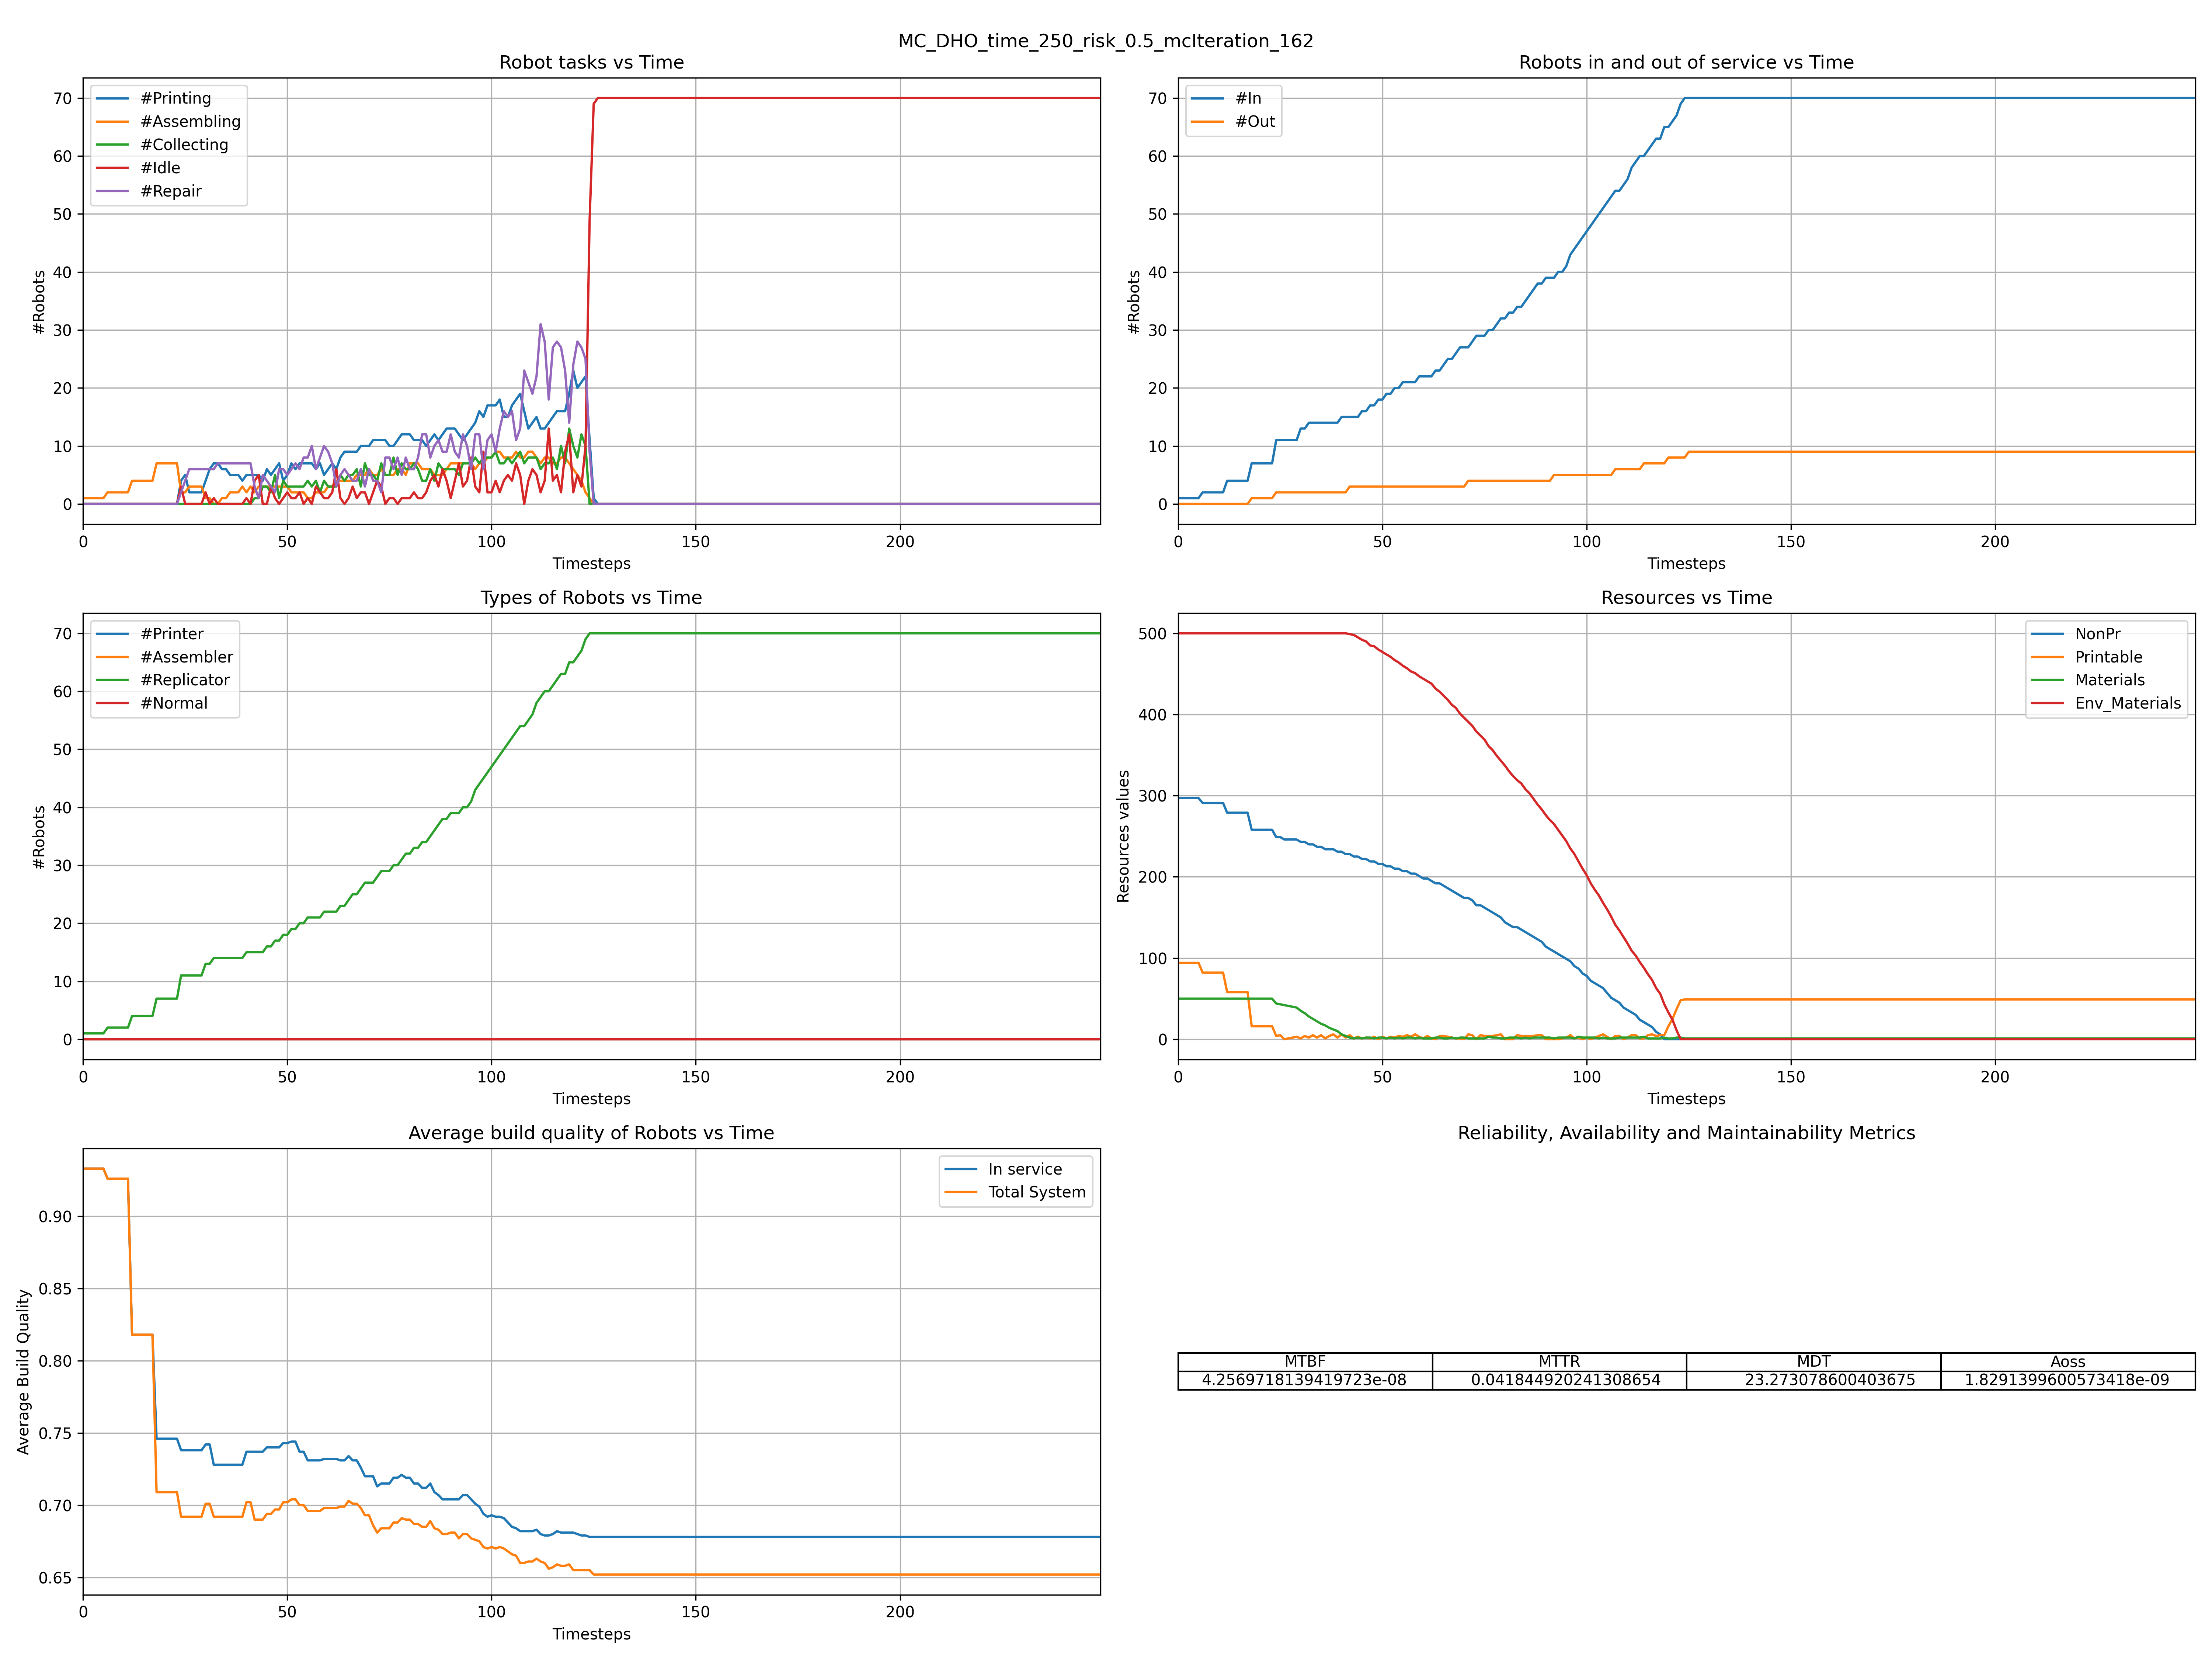 MC_DHO_time_250_risk_0.5_mcIteration_162
Robot tasks vs Time
#Printing
#Assembling
#Collecting
#Idle
#Repair
#Robots
70
60
50
40
30
20
10
0
0 50 100 150 200
Timesteps
Robots in and out of service vs Time
#In
#Out
#Robots
70
60
50
40
30
20
10
0
0 50 100 150 200
Timesteps
Types of Robots vs Time
#Printer
#Assembler
#Replicator
#Normal
#Robots
70
60
50
40
30
20
10
0
0 50 100 150 200
Timesteps
Resources vs Time
NonPr
Printable
Materials
Env_Materials
Resources values
500
400
300
200
100
0
0 50 100 150 200
Timesteps
Average build quality of Robots vs Time
In service
Total System
Average Build Quality
0.90
0.85
0.80
0.75
0.70
0.65
0 50 100 150 200
Timesteps
Reliability, Availability and Maintainability Metrics
MTBF MTTR MDT Aoss
4.2569718139419723e-08 0.041844920241308654 23.273078600403675 1.8291399600573418e-09